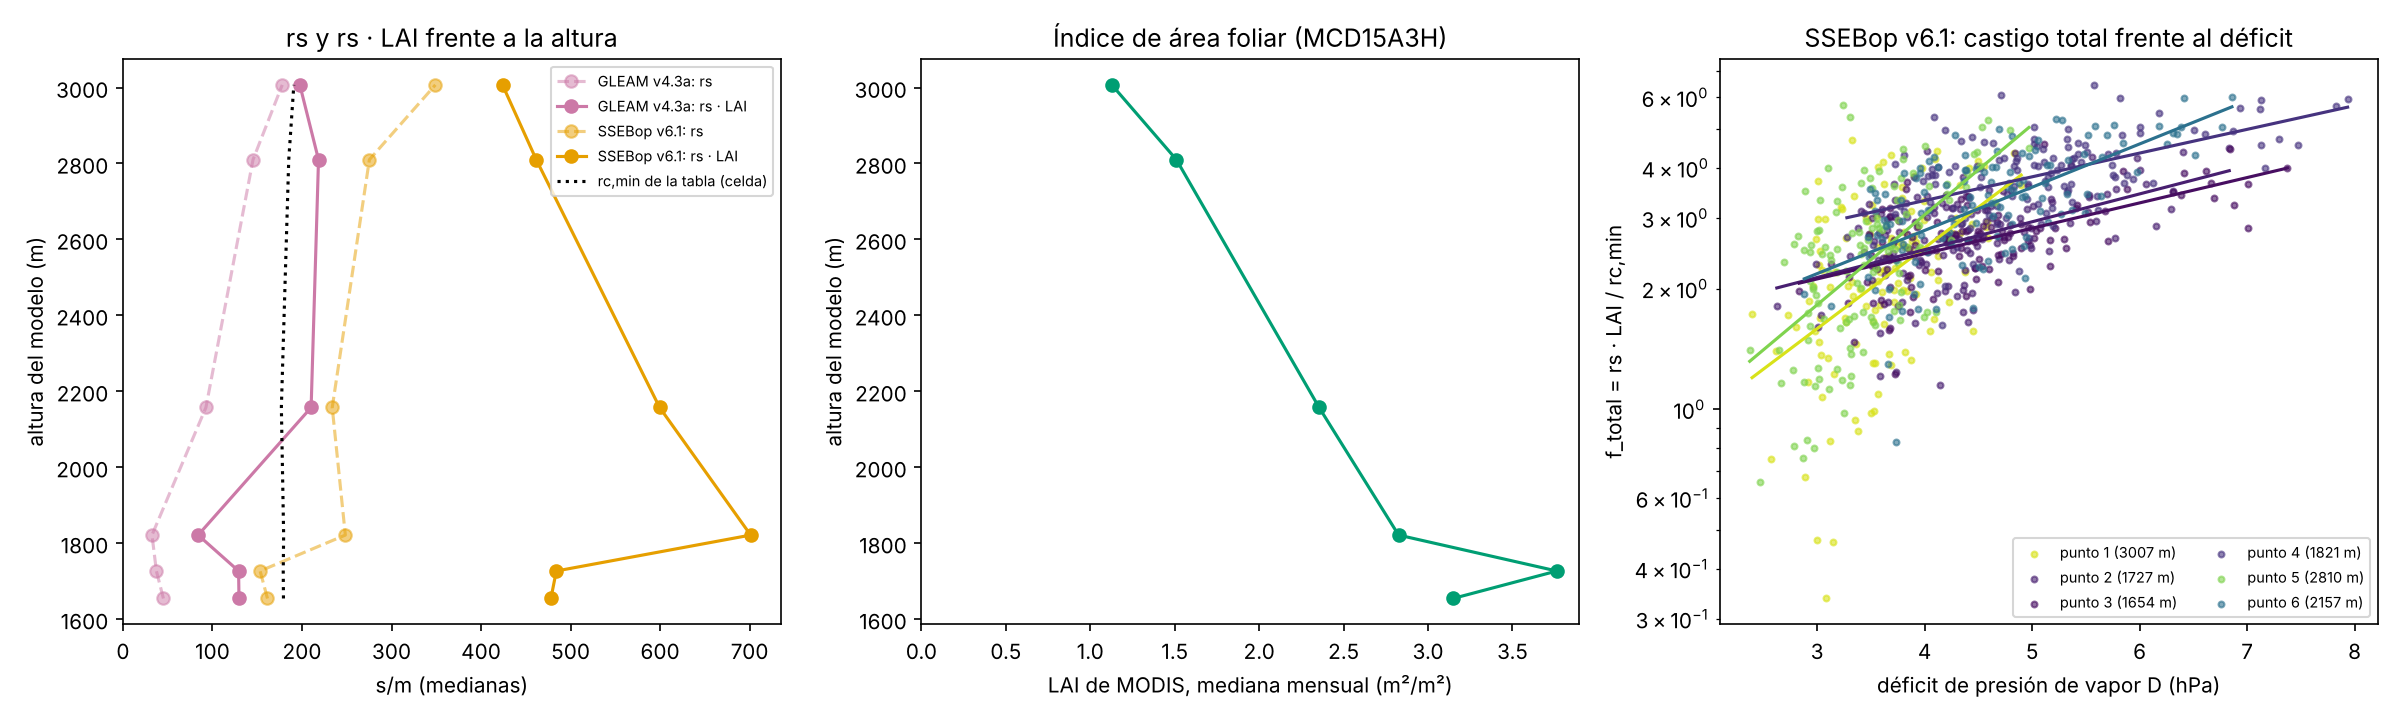 rs y rs · LAI frente a la altura
3000
2800
2600
2400
2200
2000
1800
1600
altura del modelo (m)
0 100 200 300 400 500 600 700
s/m (medianas)
GLEAM v4.3a: rs
GLEAM v4.3a: rs · LAI
SSEBop v6.1: rs
SSEBop v6.1: rs · LAI
rc,min de la tabla (celda)
Índice de área foliar (MCD15A3H)
3000
2800
2600
2400
2200
2000
1800
1600
altura del modelo (m)
0.0 0.5 1.0 1.5 2.0 2.5 3.0 3.5
LAI de MODIS, mediana mensual (m²/m²)
SSEBop v6.1: castigo total frente al déficit
6 × 10⁰
4 × 10⁰
3 × 10⁰
2 × 10⁰
10⁰
6 × 10⁻¹
4 × 10⁻¹
3 × 10⁻¹
f_total = rs · LAI / rc,min
3 4 5 6 7 8
déficit de presión de vapor D (hPa)
punto 1 (3007 m)
punto 2 (1727 m)
punto 3 (1654 m)
punto 4 (1821 m)
punto 5 (2810 m)
punto 6 (2157 m)